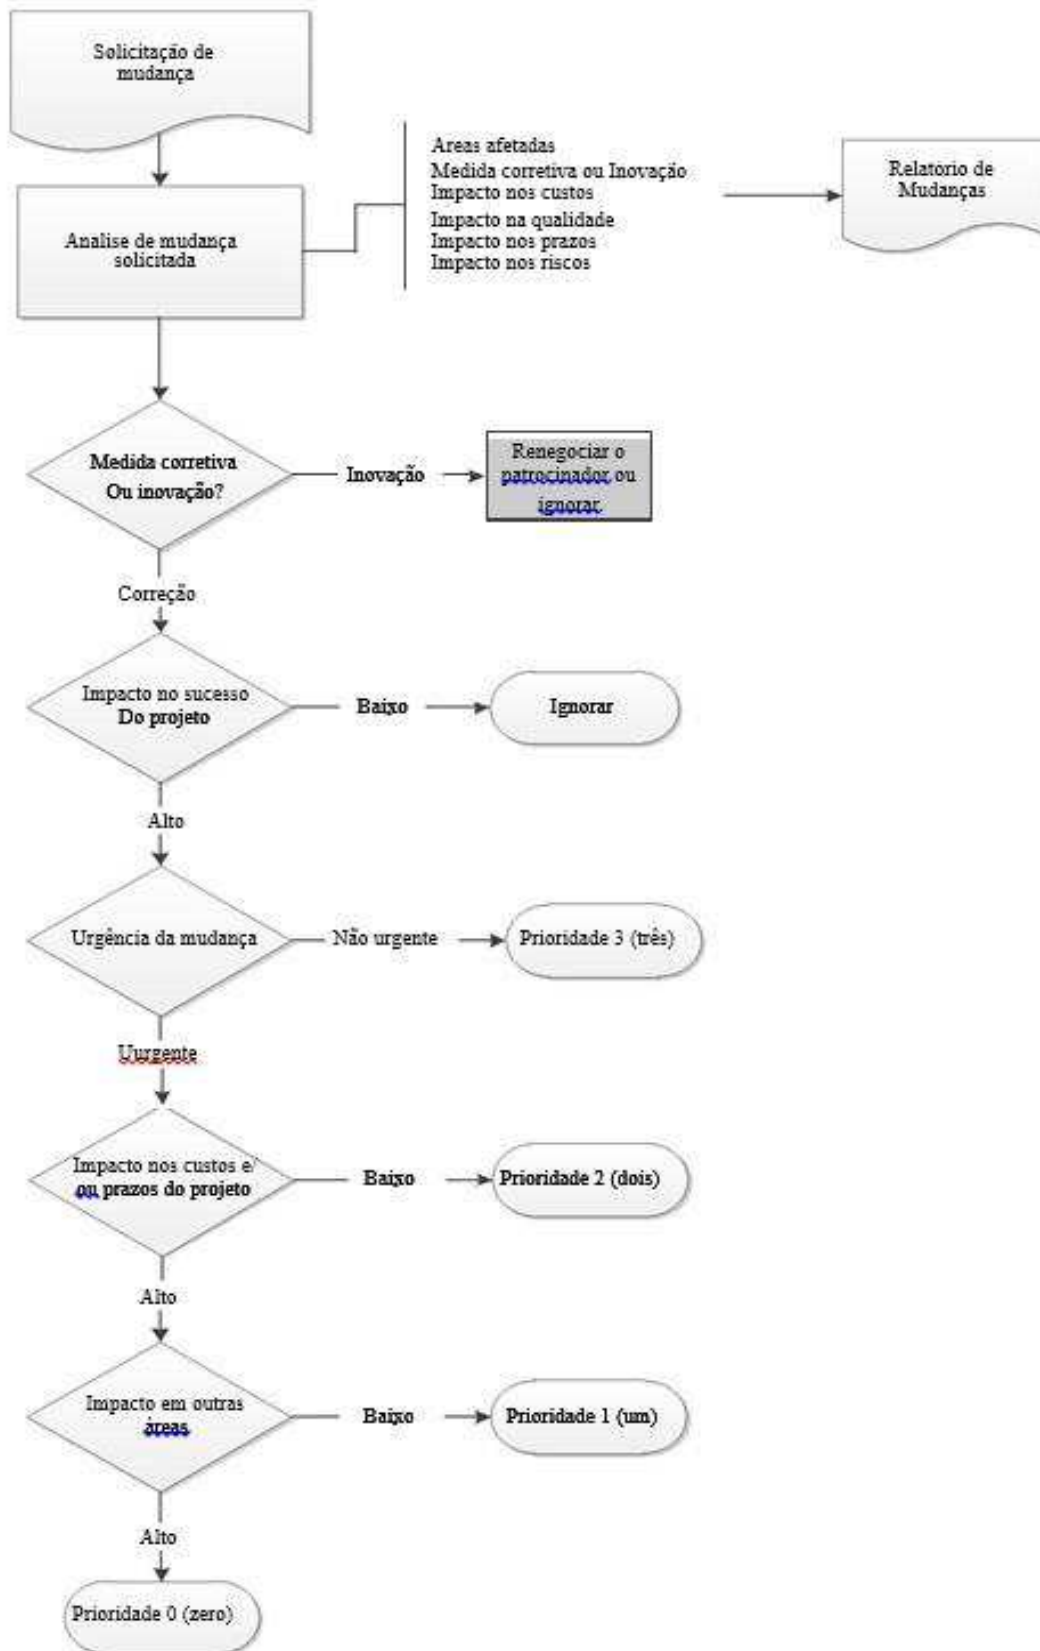 Solicitação de
mudança
Areas afetadas
Medida corretiva ou Inovação
Impacto nos custos
Impacto na qualidade
Impacto nos prazos
Impacto nos riscos
Relatório de
Mudanças
Analise de mudança
solicitada
Medida corretiva
Ou inovação?
Inovação
Renegociar o
patrocinador ou
ignorar.
Correção
Impacto no sucesso
Do projeto
Baixo
Ignorar
Alto
Urgência da mudança
Não urgente
Prioridade 3 (três)
Uurgente
Impacto nos custos e/
ou prazos do projeto
Baixo
Prioridade 2 (dois)
Alto
Impacto em outras
áreas
Baixo
Prioridade 1 (um)
Alto
Prioridade 0 (zero)